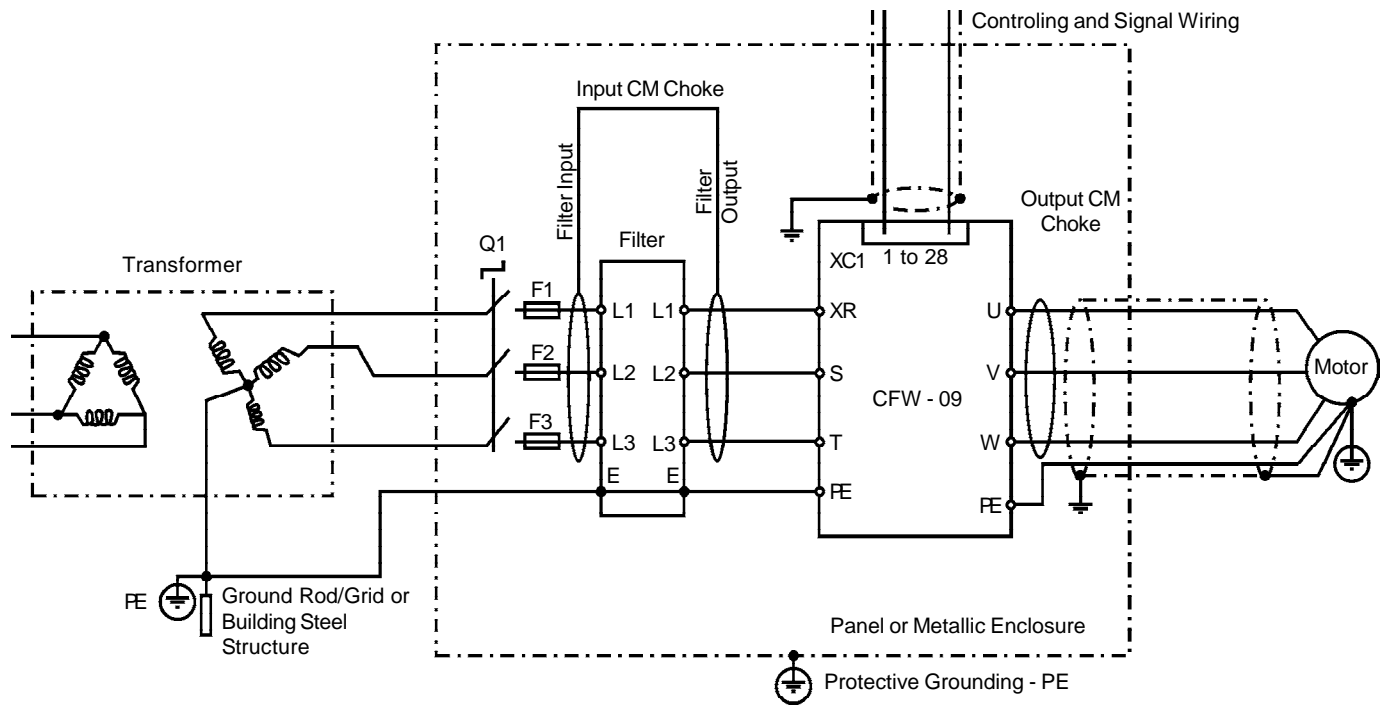 Controling and Signal Wiring
Input CM Choke
Filter Input
Filter
Output
Output CM
Choke
Q1
Filter
Transformer
XC1
1 to 28
F1
L1
L1
XR
U
F2
L2
L2
S
V
Motor
CFW - 09
F3
L3
L3
T
W
E
E
PE
PE
PE
Ground Rod/Grid or
Building Steel
Structure
Panel or Metallic Enclosure
Protective Grounding - PE